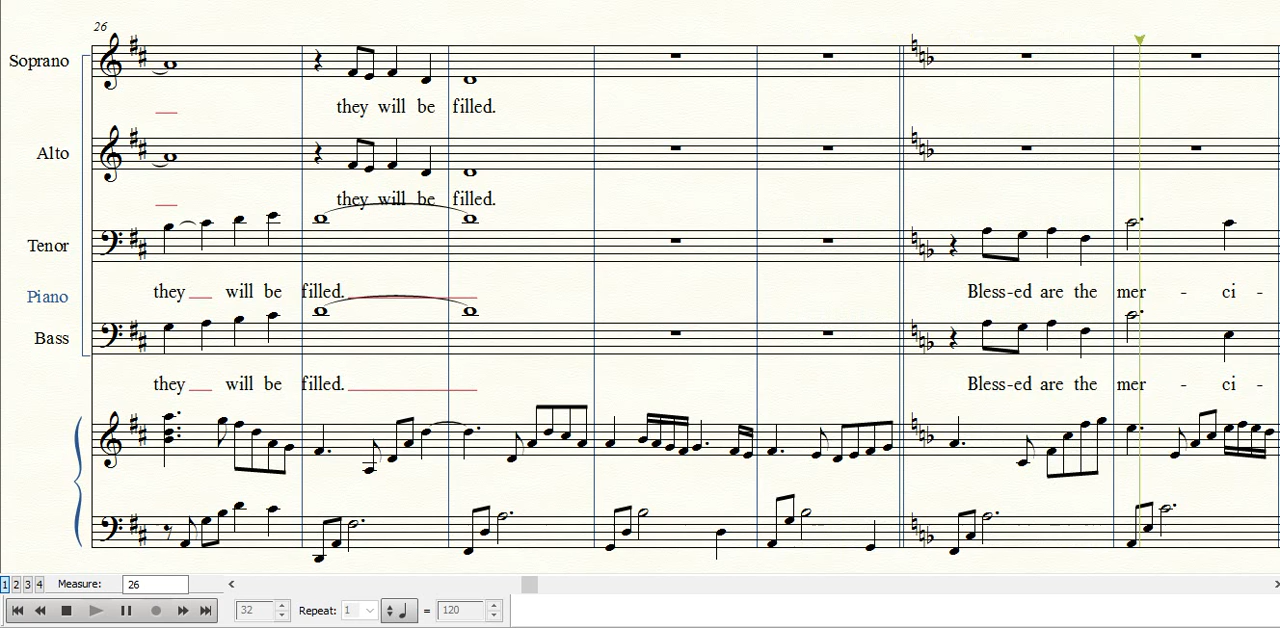 26
Soprano
they will be filled.
Alto
they will be filled.
Tenor
they will be filled. Bless-ed are the mer - ci -
Piano
Bass
they will be filled. Bless-ed are the mer - ci -
1 2 3 4 Measure: 26
32 Repeat: 1 = 120